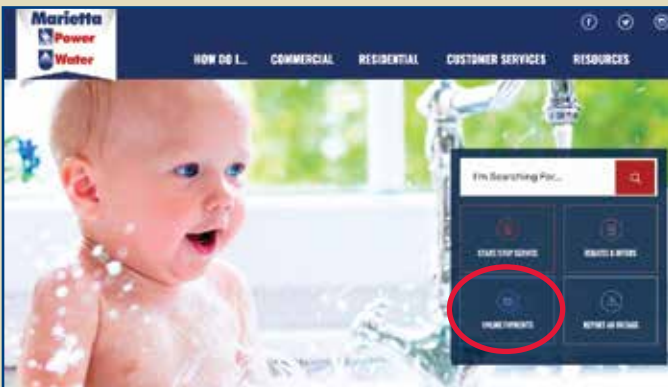 Marietta
Power
Water
HOW DO I...
COMMERCIAL
RESIDENTIAL
CUSTOMER SERVICES
RESOURCES
I'm Searching For...
START/STOP SERVICE
REBATES & OFFERS
ONLINE PAYMENTS
REPORT AN OUTAGE